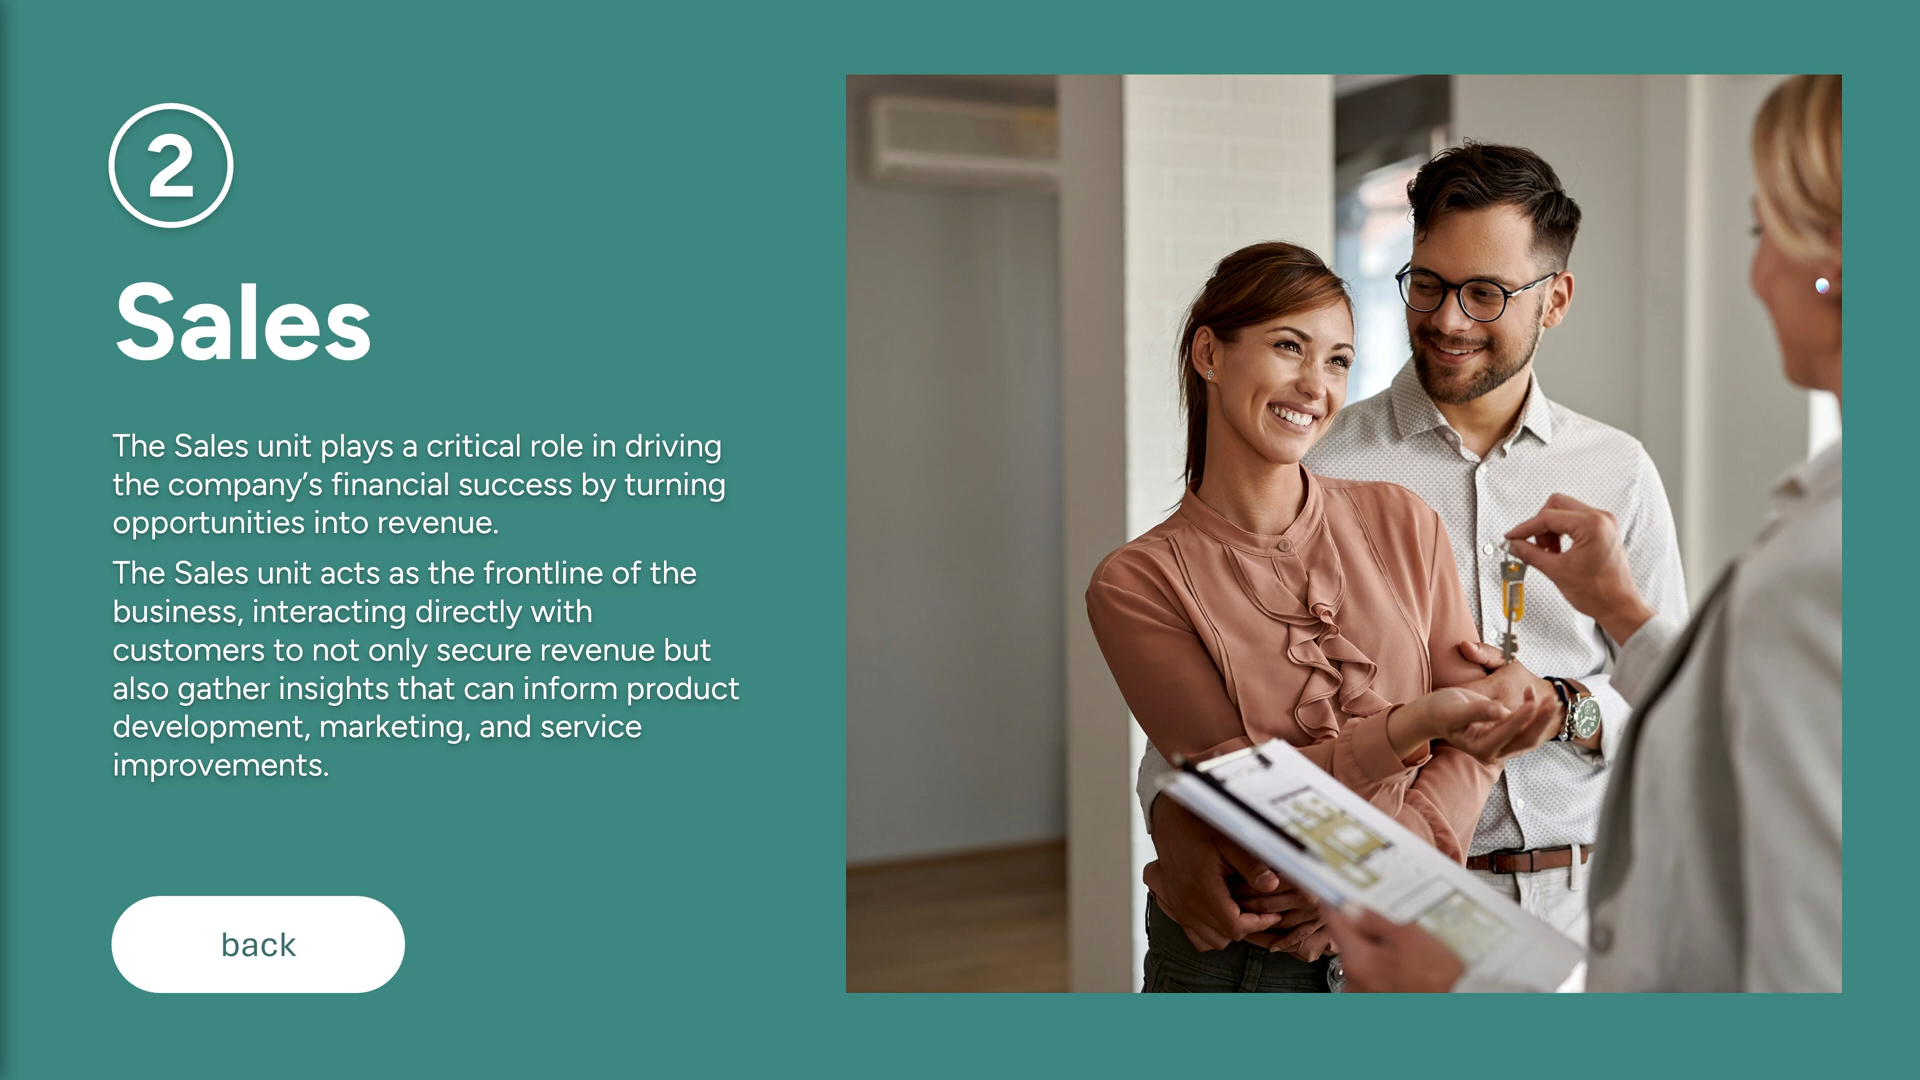 2
Sales
The Sales unit plays a critical role in driving
the company’s financial success by turning
opportunities into revenue.
The Sales unit acts as the frontline of the
business, interacting directly with
customers to not only secure revenue but
also gather insights that can inform product
development, marketing, and service
improvements.
back